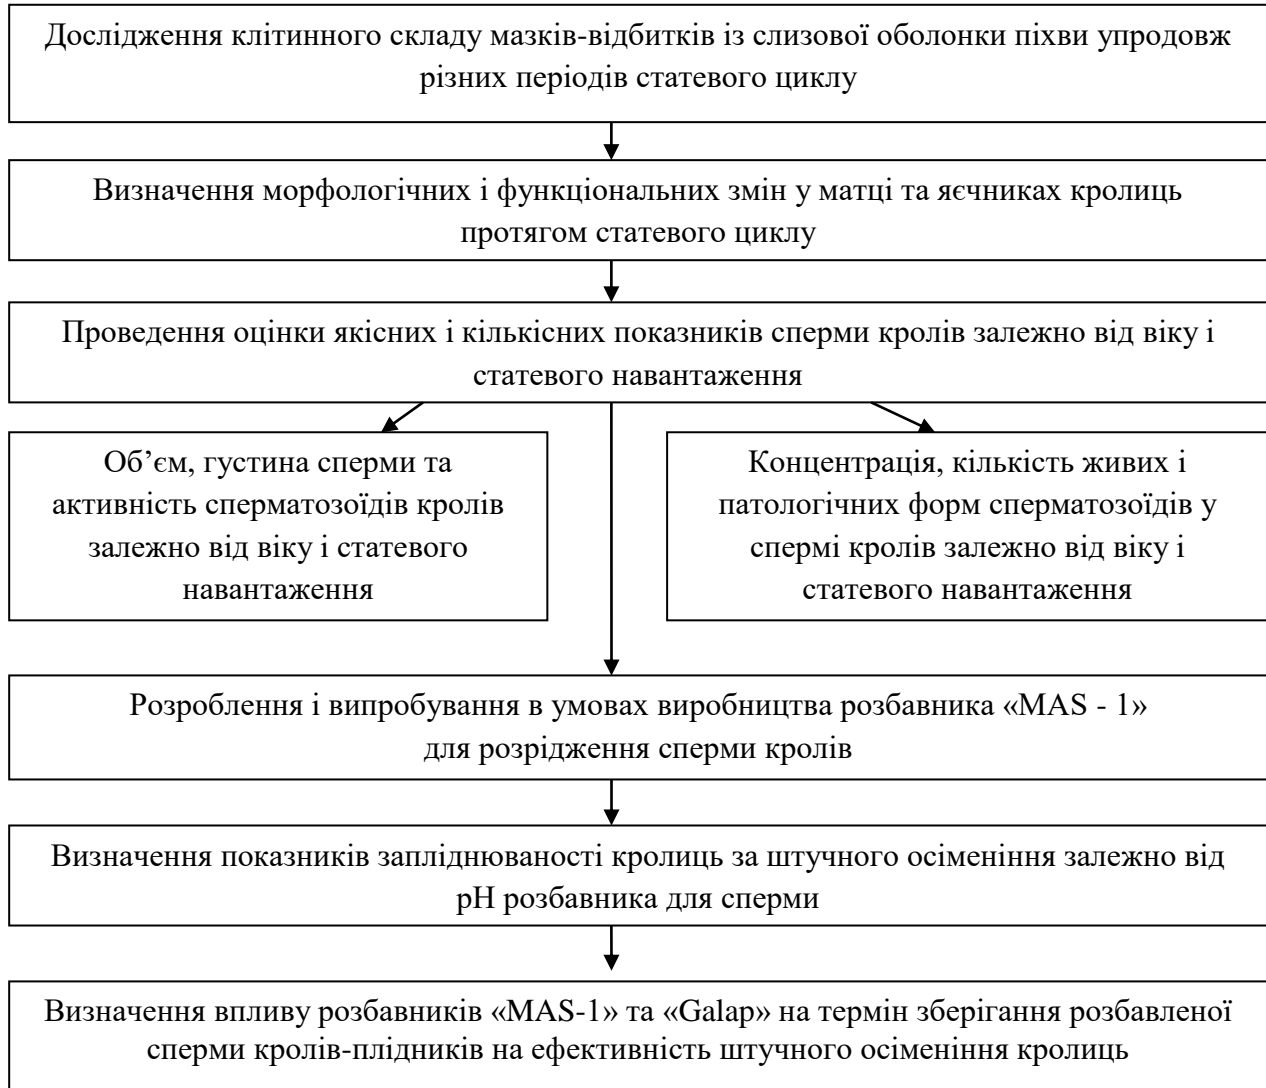 Дослідження клітинного складу мазків-відбитків із слизової оболонки піхви упродовж
різних періодів статевого циклу
Визначення морфологічних і функціональних змін у матці та яєчниках кролиць
протягом статевого циклу
Проведення оцінки якісних і кількісних показників сперми кролів залежно від віку і
статевого навантаження
Об’єм, густина сперми та
активність сперматозоїдів кролів
залежно від віку і статевого
навантаження
Концентрація, кількість живих і
патологічних форм сперматозоїдів у
спермі кролів залежно від віку і
статевого навантаження
Розроблення і випробування в умовах виробництва розбавника «MAS - 1»
для розрідження сперми кролів
Визначення показників запліднюваності кролиць за штучного осіменіння залежно від
рН розбавника для сперми
Визначення впливу розбавників «MAS-1» та «Galap» на термін зберігання розбавленої
сперми кролів-плідників на ефективність штучного осіменіння кролиць